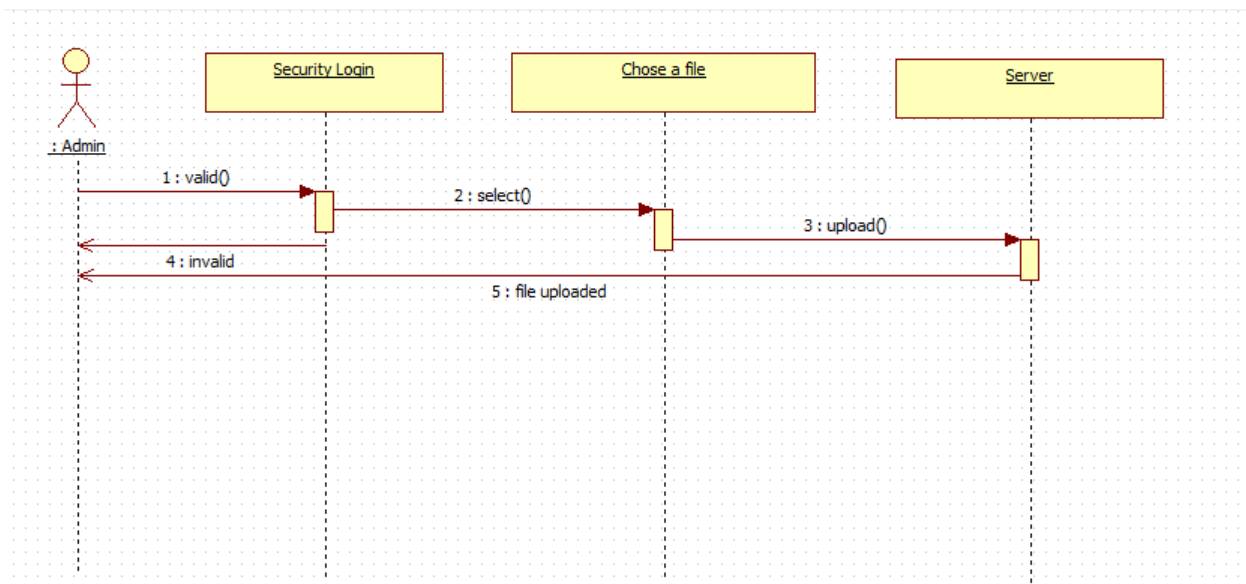 Security Login
Chose a file
Server
: Admin
1 : valid()
2 : select()
3 : upload()
4 : invalid
5 : file uploaded